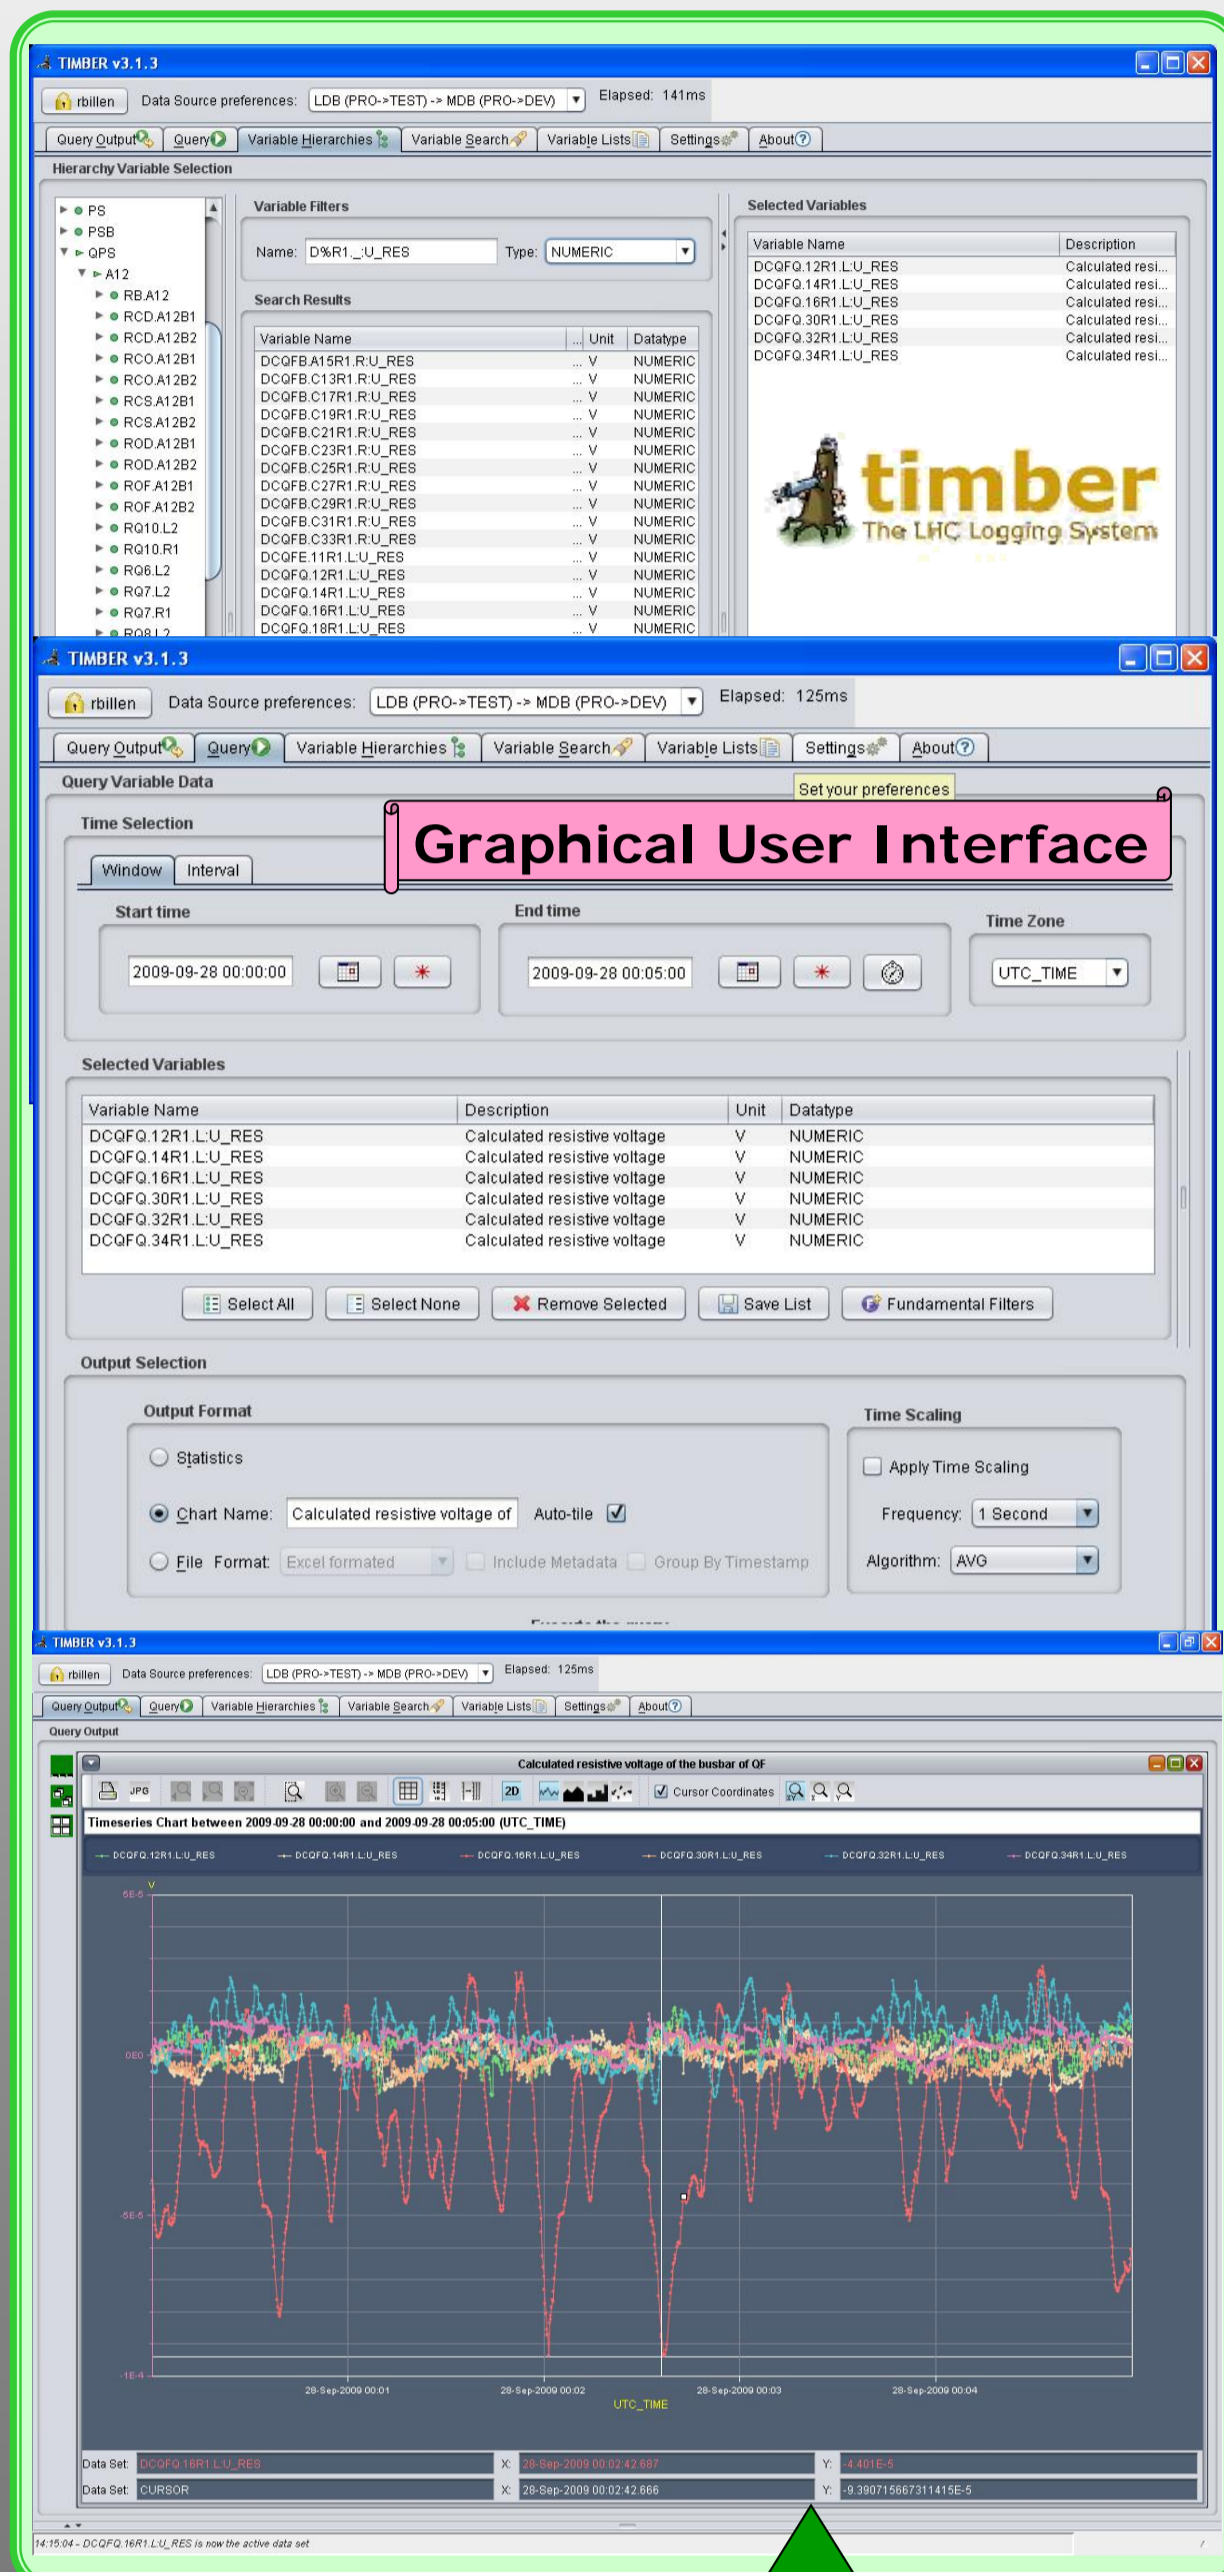 TIMBER v3.1.3
rbillen Data Source preferences: LDB (PRO->TEST) -> MDB (PRO->DEV) Elapsed: 141ms
Query Output Query Variable Hierarchies Variable Search Variable Lists Settings About
Hierarchy Variable Selection
PS
PSB
QPS
A12
RB.A12
RCD.A12B1
RCD.A12B2
RCO.A12B1
RCO.A12B2
RCS.A12B1
RCS.A12B2
ROD.A12B1
ROD.A12B2
ROF.A12B1
ROF.A12B2
RQ10.L2
RQ10.R1
RQ6.L2
RQ7.L2
RQ7.R1
RQ8.L2
Variable Filters
Name: D%R1._:U_RES Type: NUMERIC
Search Results
Variable Name ... Unit Datatype
DCQFB.A15R1.R:U_RES ... V NUMERIC
DCQFB.C13R1.R:U_RES ... V NUMERIC
DCQFB.C17R1.R:U_RES ... V NUMERIC
DCQFB.C19R1.R:U_RES ... V NUMERIC
DCQFB.C21R1.R:U_RES ... V NUMERIC
DCQFB.C23R1.R:U_RES ... V NUMERIC
DCQFB.C25R1.R:U_RES ... V NUMERIC
DCQFB.C27R1.R:U_RES ... V NUMERIC
DCQFB.C29R1.R:U_RES ... V NUMERIC
DCQFB.C31R1.R:U_RES ... V NUMERIC
DCQFB.C33R1.R:U_RES ... V NUMERIC
DCQFE.11R1.L:U_RES ... V NUMERIC
DCQFQ.12R1.L:U_RES ... V NUMERIC
DCQFQ.14R1.L:U_RES ... V NUMERIC
DCQFQ.16R1.L:U_RES ... V NUMERIC
DCQFQ.18R1.L:U_RES ... V NUMERIC
Selected Variables
Variable Name Description
DCQFQ.12R1.L:U_RES Calculated resi...
DCQFQ.14R1.L:U_RES Calculated resi...
DCQFQ.16R1.L:U_RES Calculated resi...
DCQFQ.30R1.L:U_RES Calculated resi...
DCQFQ.32R1.L:U_RES Calculated resi...
DCQFQ.34R1.L:U_RES Calculated resi...
timber
The LHC Logging System
TIMBER v3.1.3
rbillen Data Source preferences: LDB (PRO->TEST) -> MDB (PRO->DEV) Elapsed: 125ms
Query Output Query Variable Hierarchies Variable Search Variable Lists Settings About
Query Variable Data
Set your preferences
Graphical User Interface
Time Selection
Window Interval
Start time End time Time Zone
2009-09-28 00:00:00 2009-09-28 00:05:00 UTC_TIME
Selected Variables
Variable Name Description Unit Datatype
DCQFQ.12R1.L:U_RES Calculated resistive voltage V NUMERIC
DCQFQ.14R1.L:U_RES Calculated resistive voltage V NUMERIC
DCQFQ.16R1.L:U_RES Calculated resistive voltage V NUMERIC
DCQFQ.30R1.L:U_RES Calculated resistive voltage V NUMERIC
DCQFQ.32R1.L:U_RES Calculated resistive voltage V NUMERIC
DCQFQ.34R1.L:U_RES Calculated resistive voltage V NUMERIC
Select All Select None Remove Selected Save List Fundamental Filters
Output Selection
Output Format Time Scaling
Statistics Apply Time Scaling
Chart Name: Calculated resistive voltage of Auto-tile Frequency: 1 Second
File Format: Excel formated Include Metadata Group By Timestamp Algorithm: AVG
Execute the query
TIMBER v3.1.3
rbillen Data Source preferences: LDB (PRO->TEST) -> MDB (PRO->DEV) Elapsed: 125ms
Query Output Query Variable Hierarchies Variable Search Variable Lists Settings About
Query Output
Calculated resistive voltage of the busbar of QF
JPG 2D Cursor Coordinates
Timeseries Chart between 2009-09-28 00:00:00 and 2009-09-28 00:05:00 (UTC_TIME)
DCQFQ.12R1.L:U_RES DCQFQ.14R1.L:U_RES DCQFQ.16R1.L:U_RES DCQFQ.30R1.L:U_RES DCQFQ.32R1.L:U_RES DCQFQ.34R1.L:U_RES
V
5E-5
0E0
-5E-5
-1E-4
28-Sep-2009 00:01 28-Sep-2009 00:02 28-Sep-2009 00:03 28-Sep-2009 00:04
UTC_TIME
Data Set: DCQFQ.16R1.L:U_RES X: 28-Sep-2009 00:02:42.687 Y: -4.401E-5
Data Set: CURSOR X: 28-Sep-2009 00:02:42.666 Y: -9.390715667311415E-5
14:15:04 - DCQFQ.16R1.L:U_RES is now the active data set